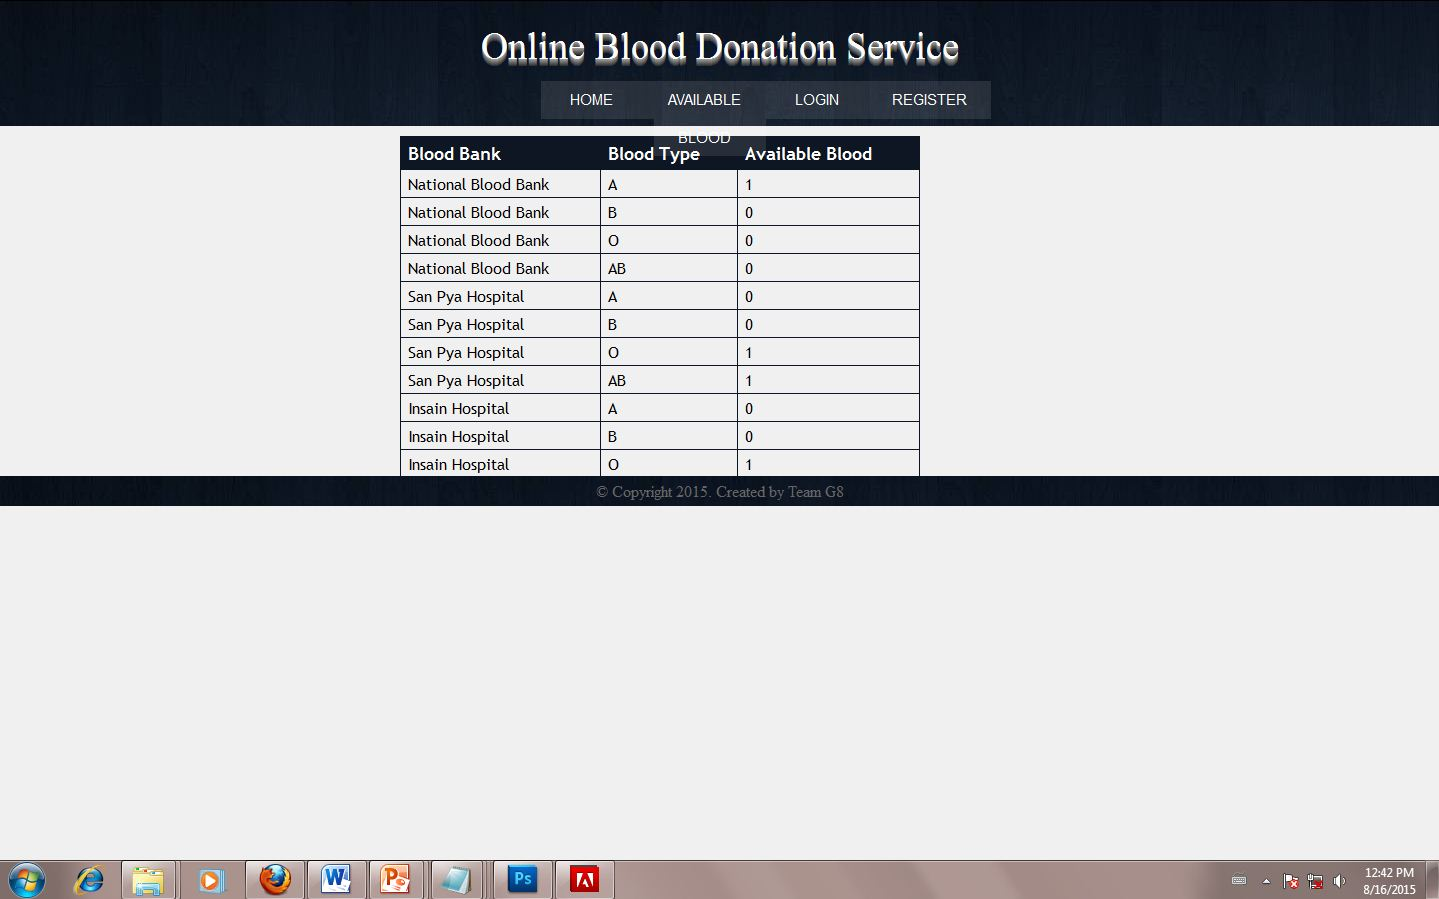 Online Blood Donation Service
HOME AVAILABLE LOGIN REGISTER
BLOOD
Blood Bank Blood Type Available Blood
National Blood Bank A 1
National Blood Bank B 0
National Blood Bank O 0
National Blood Bank AB 0
San Pya Hospital A 0
San Pya Hospital B 0
San Pya Hospital O 1
San Pya Hospital AB 1
Insain Hospital A 0
Insain Hospital B 0
Insain Hospital O 1
© Copyright 2015. Created by Team G8
Ps
12:42 PM
8/16/2015